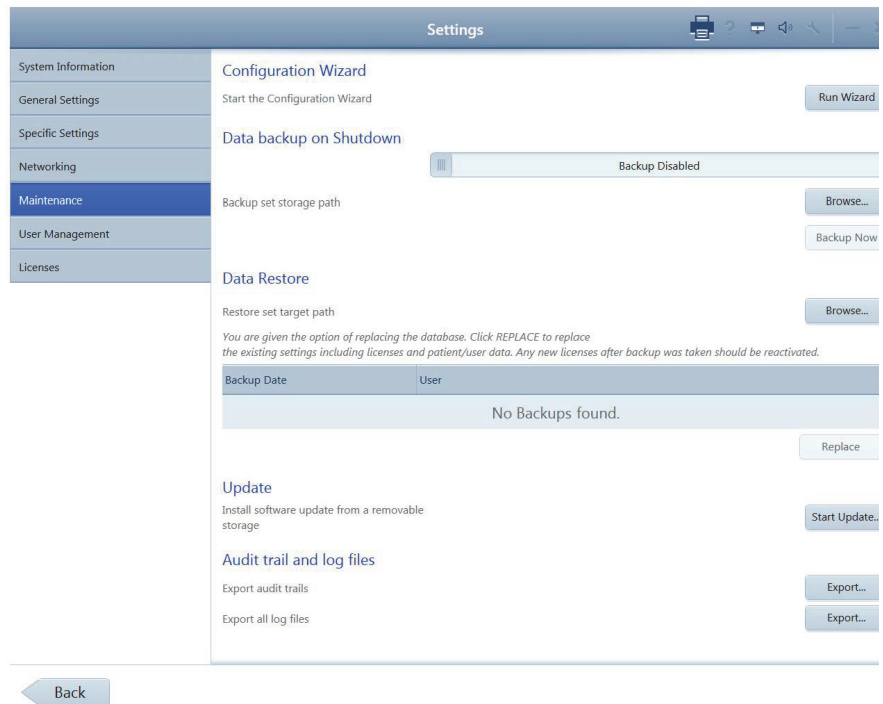 Settings
?
System Information
General Settings
Specific Settings
Networking
Maintenance
User Management
Licenses
Configuration Wizard
Start the Configuration Wizard
Run Wizard
Data backup on Shutdown
Backup Disabled
Backup set storage path
Browse...
Backup Now
Data Restore
Restore set target path
Browse...
You are given the option of replacing the database. Click REPLACE to replace
the existing settings including licenses and patient/user data. Any new licenses after backup was taken should be reactivated.
Backup Date User
No Backups found.
Replace
Update
Install software update from a removable
storage
Start Update..
Audit trail and log files
Export audit trails
Export...
Export all log files
Export...
Back